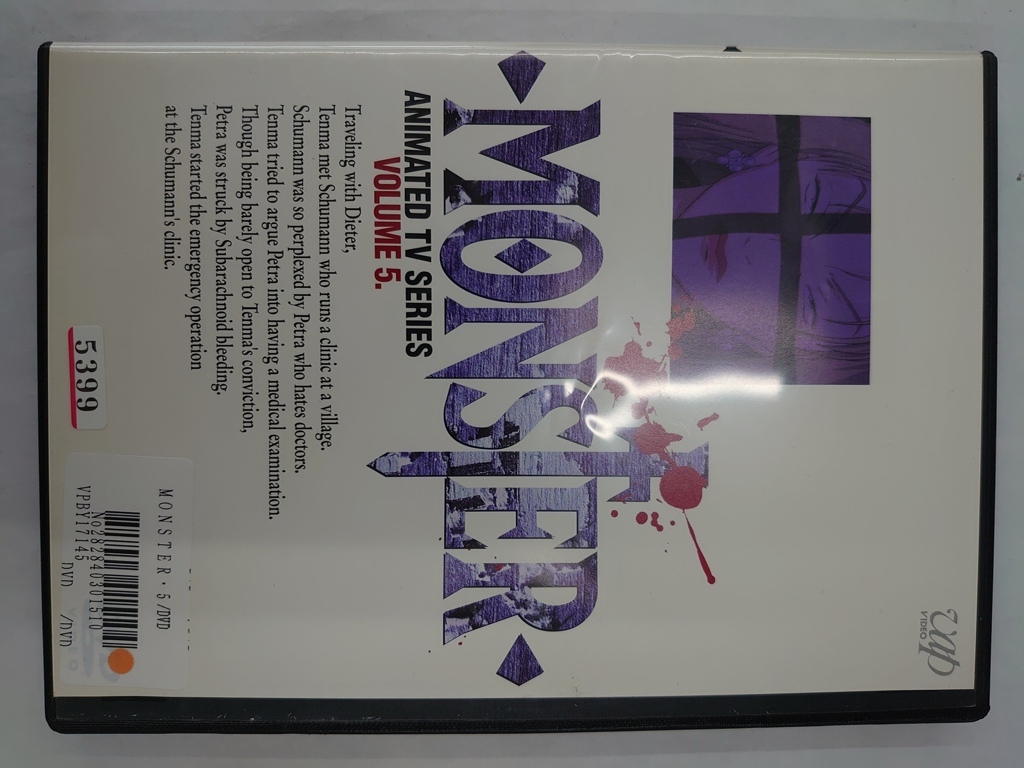 MONSTER
ANIMATED TV SERIES
VOLUME 5.
Traveling with Dieter,
Tenma met Schumann who runs a clinic at a village.
Schumann was so perplexed by Petra who hates doctors.
Tenma tried to argue Petra into having a medical examination.
Though being barely open to Tenma's conviction,
Petra was struck by Subarachnoid bleeding.
Tenma started the emergency operation
at the Schumann's clinic.
vap
VIDEO
5399
MONSTER・5/DVD
No282840301510
VPBY17145
DVD /DVD